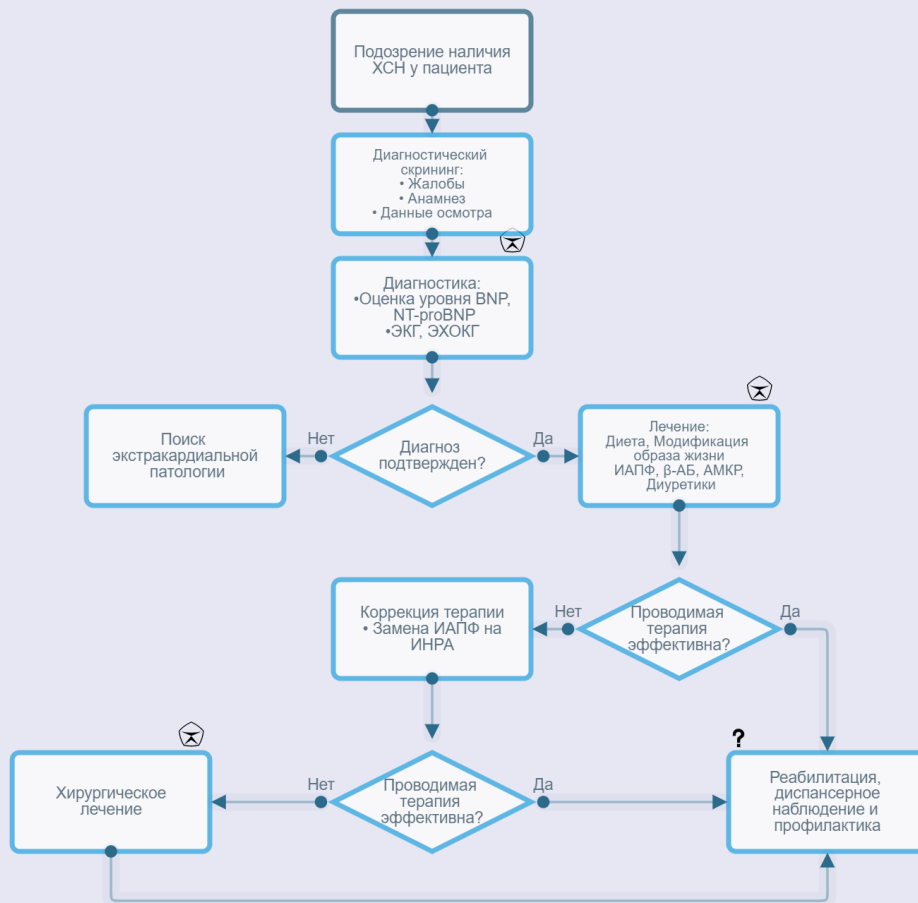 Подозрение наличия
ХСН у пациента
Диагностический
скрининг:
• Жалобы
• Анамнез
• Данные осмотра
Диагностика:
•Оценка уровня BNP,
NT-proBNP
•ЭКГ, ЭХОКГ
Поиск
экстракардиальной
патологии
Нет
Диагноз
подтвержден?
Да
Лечение:
Диета, Модификация
образа жизни
ИАПФ, β-АБ, АМКР,
Диуретики
Коррекция терапии
• Замена ИАПФ на
ИНРА
Нет
Проводимая
терапия
эффективна?
Да
?
Хирургическое
лечение
Нет
Проводимая
терапия
эффективна?
Да
Реабилитация,
диспансерное
наблюдение и
профилактика